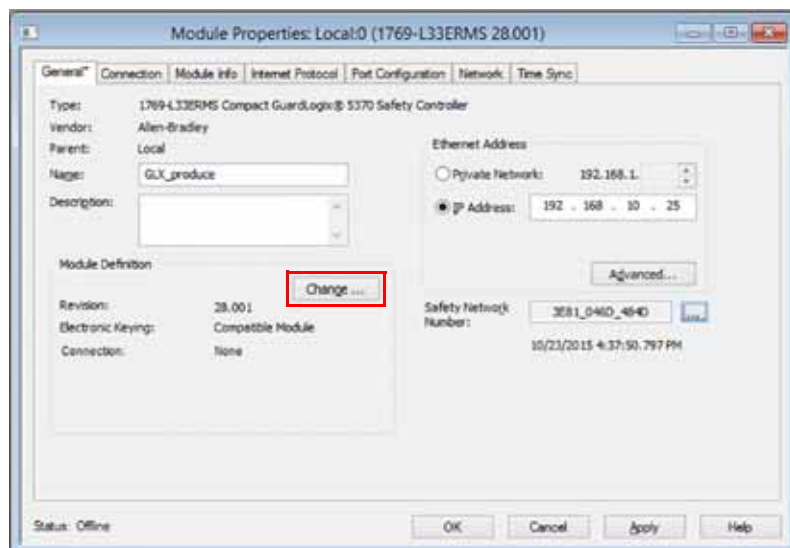 Module Properties: Local:0 (1769-L33ERMS 28.001)
General* Connection Module Info Internet Protocol Port Configuration Network Time Sync
Type: 1769-L33ERMS Compact GuardLogix® 5370 Safety Controller
Vendor: Allen-Bradley
Parent: Local
Name: GLX_produce
Description:
Ethernet Address
Private Network: 192.168.1.
IP Address: 192 . 168 . 10 . 25
Advanced...
Module Definition
Change ...
Revision: 28.001
Electronic Keying: Compatible Module
Connection: None
Safety Network Number: 3E81_046D_484D ...
10/23/2015 4:37:50.797 PM
Status: Offline
OK Cancel Apply Help